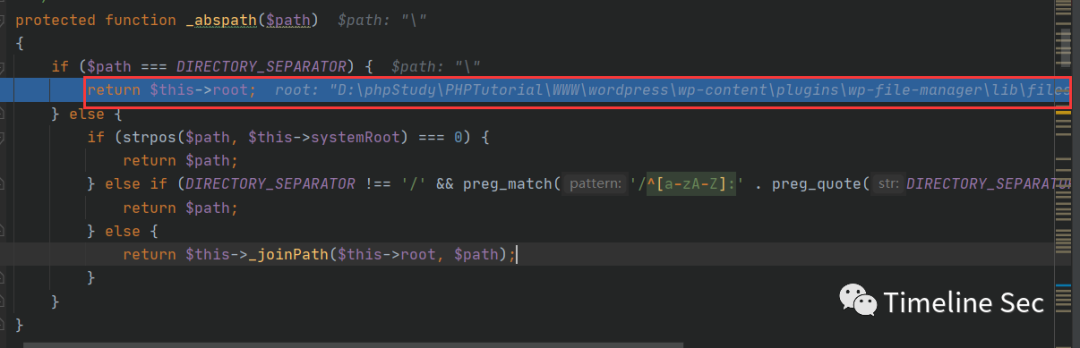 protected function _abspath($path)  $path: "\"
{
    if ($path === DIRECTORY_SEPARATOR) {  $path: "\"
        return $this->root;  root: "D:\phpStudy\PHPTutorial\WWW\wordpress\wp-content\plugins\wp-file-manager\lib\files
    } else {
        if (strpos($path, $this->systemRoot) === 0) {
            return $path;
        } else if (DIRECTORY_SEPARATOR !== '/' && preg_match( pattern: '/^[a-zA-Z]:' . preg_quote( str: DIRECTORY_SEPARATOR
            return $path;
        } else {
            return $this->_joinPath($this->root, $path);
        }
    }
}
Timeline Sec